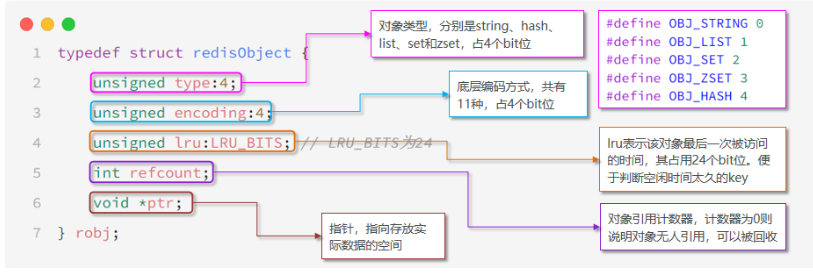 1 typedef struct redisObject {
2 unsigned type:4;
3 unsigned encoding:4;
4 unsigned lru:LRU_BITS; // LRU_BITS为24
5 int refcount;
6 void *ptr;
7 } robj;
对象类型，分别是string、hash、
list、set和zset，占4个bit位
#define OBJ_STRING 0
#define OBJ_LIST 1
#define OBJ_SET 2
#define OBJ_ZSET 3
#define OBJ_HASH 4
底层编码方式，共有
11种，占4个bit位
lru表示该对象最后一次被访问
的时间，其占用24个bit位。便
于判断空闲时间太久的key
对象引用计数器，计数器为0则
说明对象无人引用，可以被回收
指针，指向存放实
际数据的空间